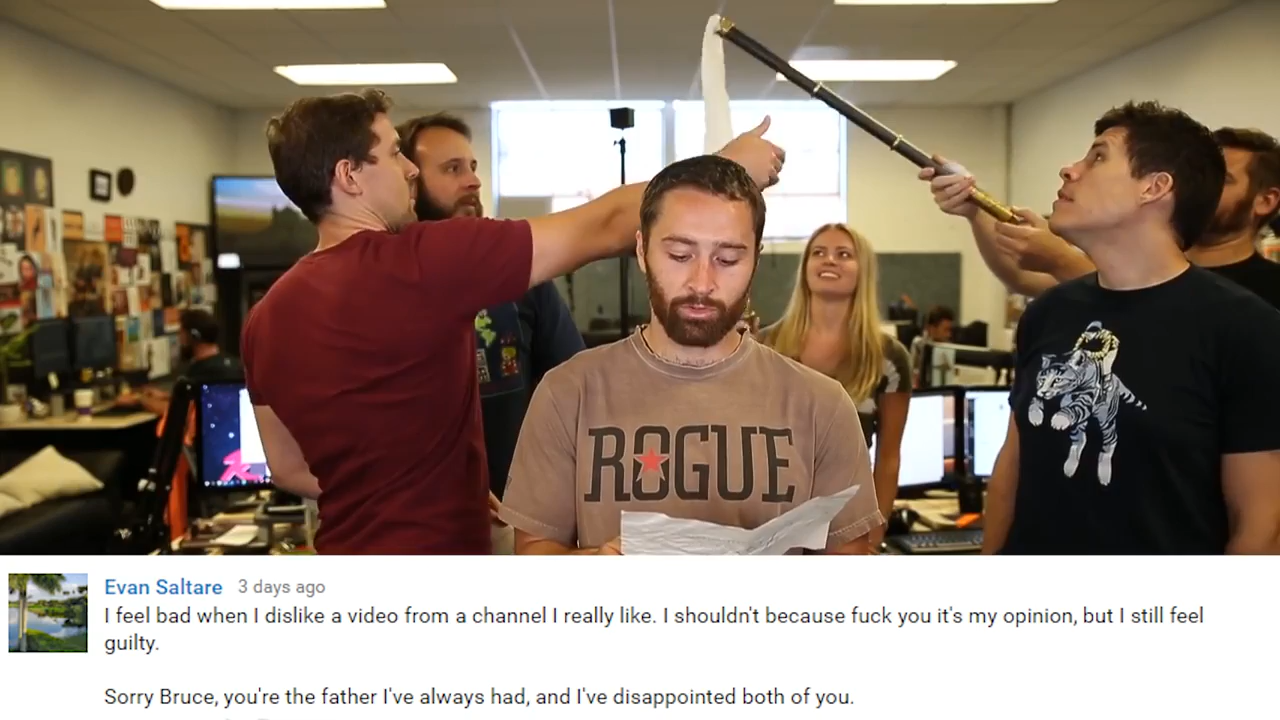 ROGUE
Evan Saltare 3 days ago
I feel bad when I dislike a video from a channel I really like. I shouldn't because fuck you it's my opinion, but I still feel
guilty.
Sorry Bruce, you're the father I've always had, and I've disappointed both of you.